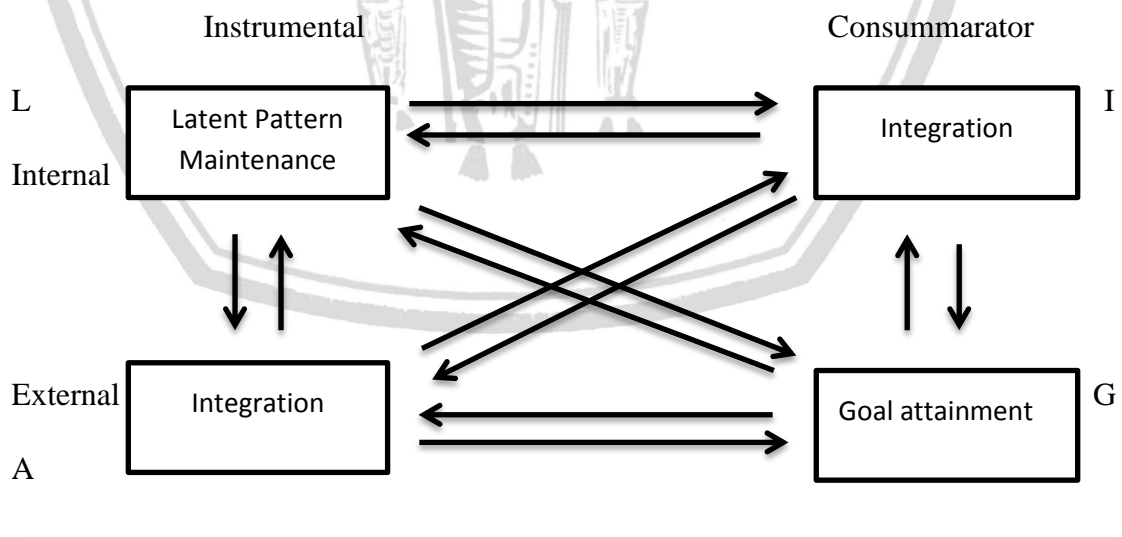 Instrumental Consummarator
L I
Latent Pattern
Maintenance
Integration
Internal
External
Integration
Goal attainment
G
A